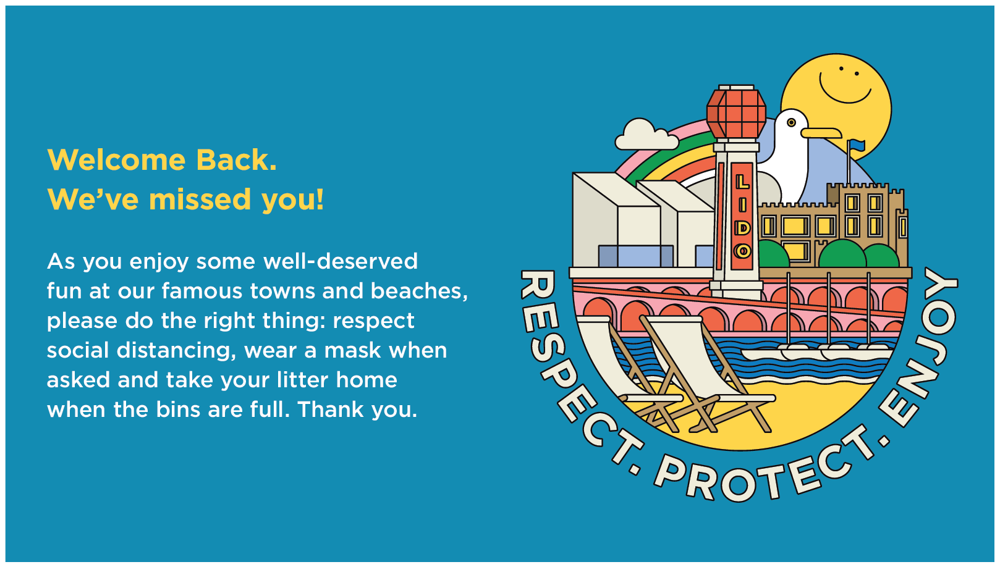 Welcome Back.
We’ve missed you!
As you enjoy some well-deserved
fun at our famous towns and beaches,
please do the right thing: respect
social distancing, wear a mask when
asked and take your litter home
when the bins are full. Thank you.
LIDO
RESPECT. PROTECT. ENJOY